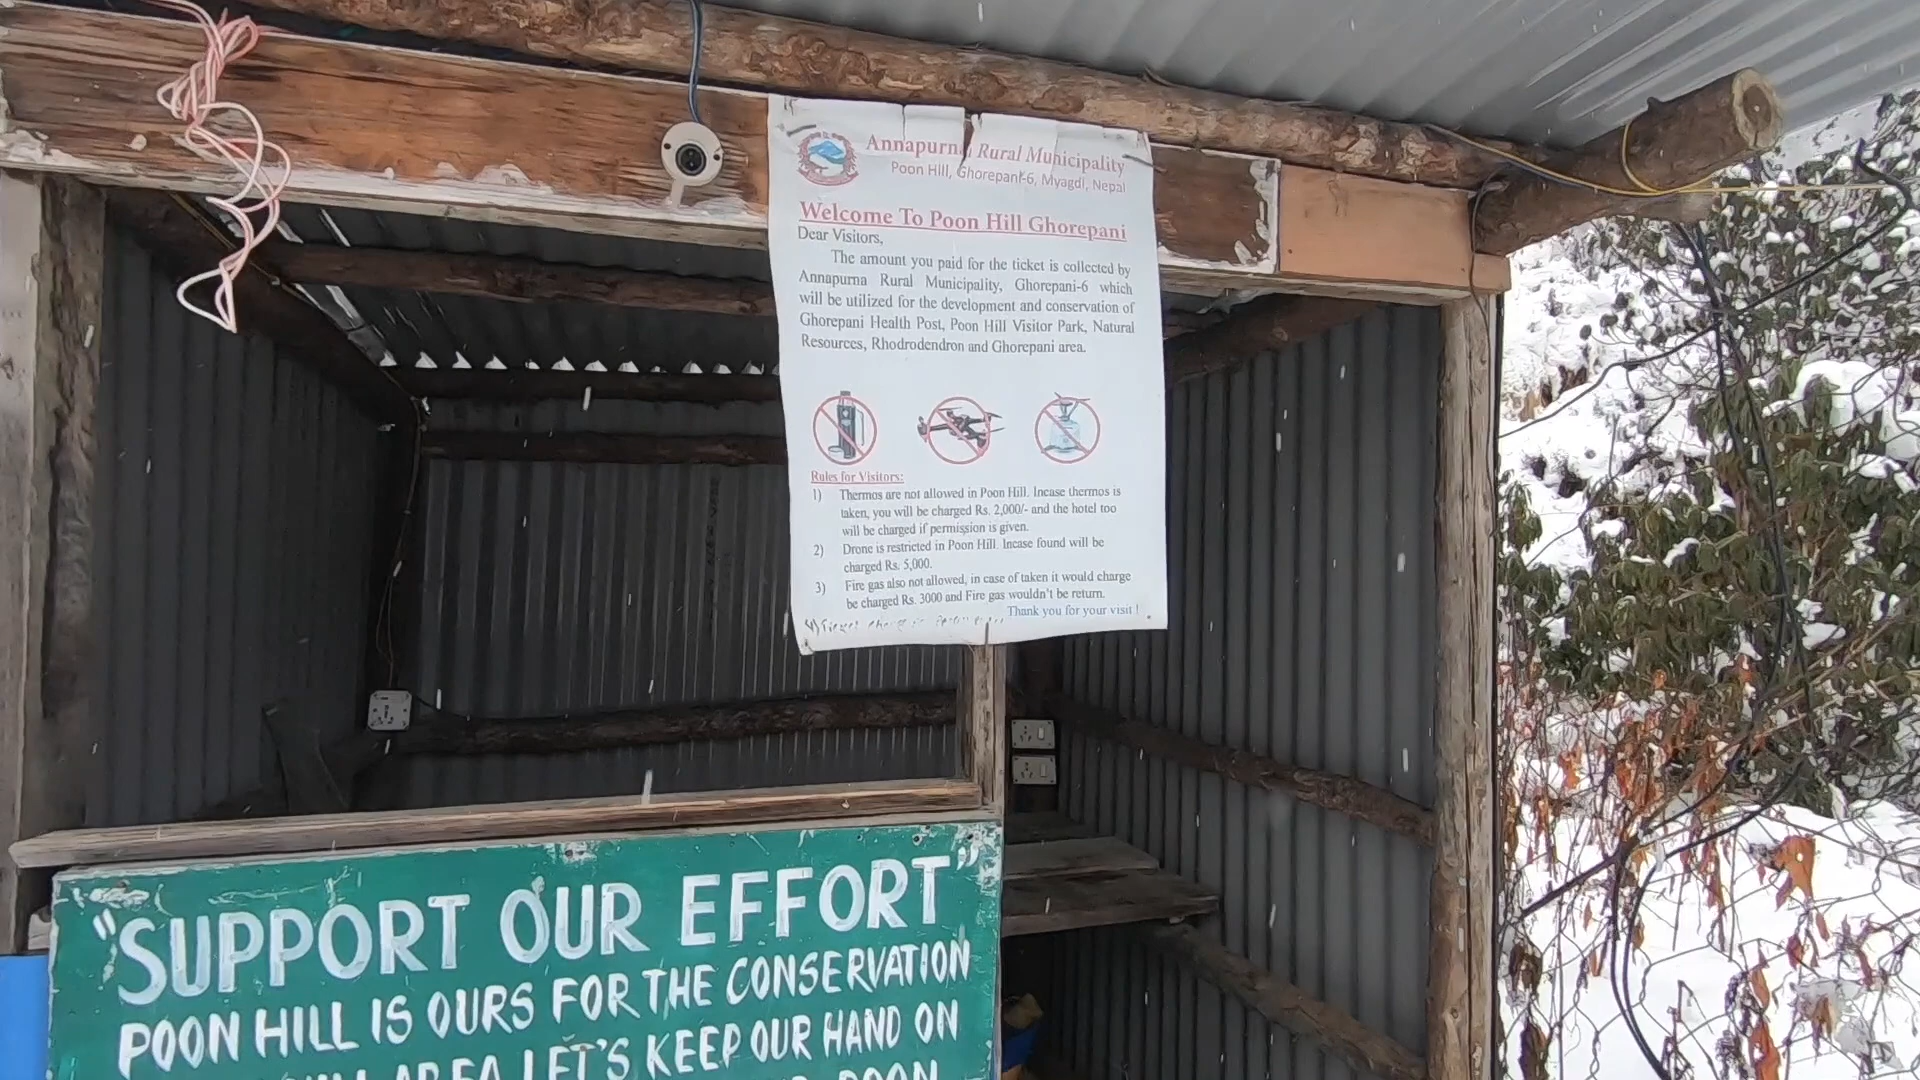 Annapurna Rural Municipality
Poon Hill, Ghorepani-6, Myagdi, Nepal
Welcome To Poon Hill Ghorepani
Dear Visitors,
The amount you paid for the ticket is collected by
Annapurna Rural Municipality, Ghorepani-6 which
will be utilized for the development and conservation of
Ghorepani Health Post, Poon Hill Visitor Park, Natural
Resources, Rhodrodendron and Ghorepani area.
Rules for Visitors:
1) Thermos are not allowed in Poon Hill. Incase thermos is
taken, you will be charged Rs. 2,000/- and the hotel too
will be charged if permission is given.
2) Drone is restricted in Poon Hill. Incase found will be
charged Rs. 5,000.
3) Fire gas also not allowed, in case of taken it would charge
be charged Rs. 3000 and Fire gas wouldn't be return.
Thank you for your visit !
"SUPPORT OUR EFFORT"
POON HILL IS OURS FOR THE CONSERVATION
AREA LET'S KEEP OUR HAND ON
POON